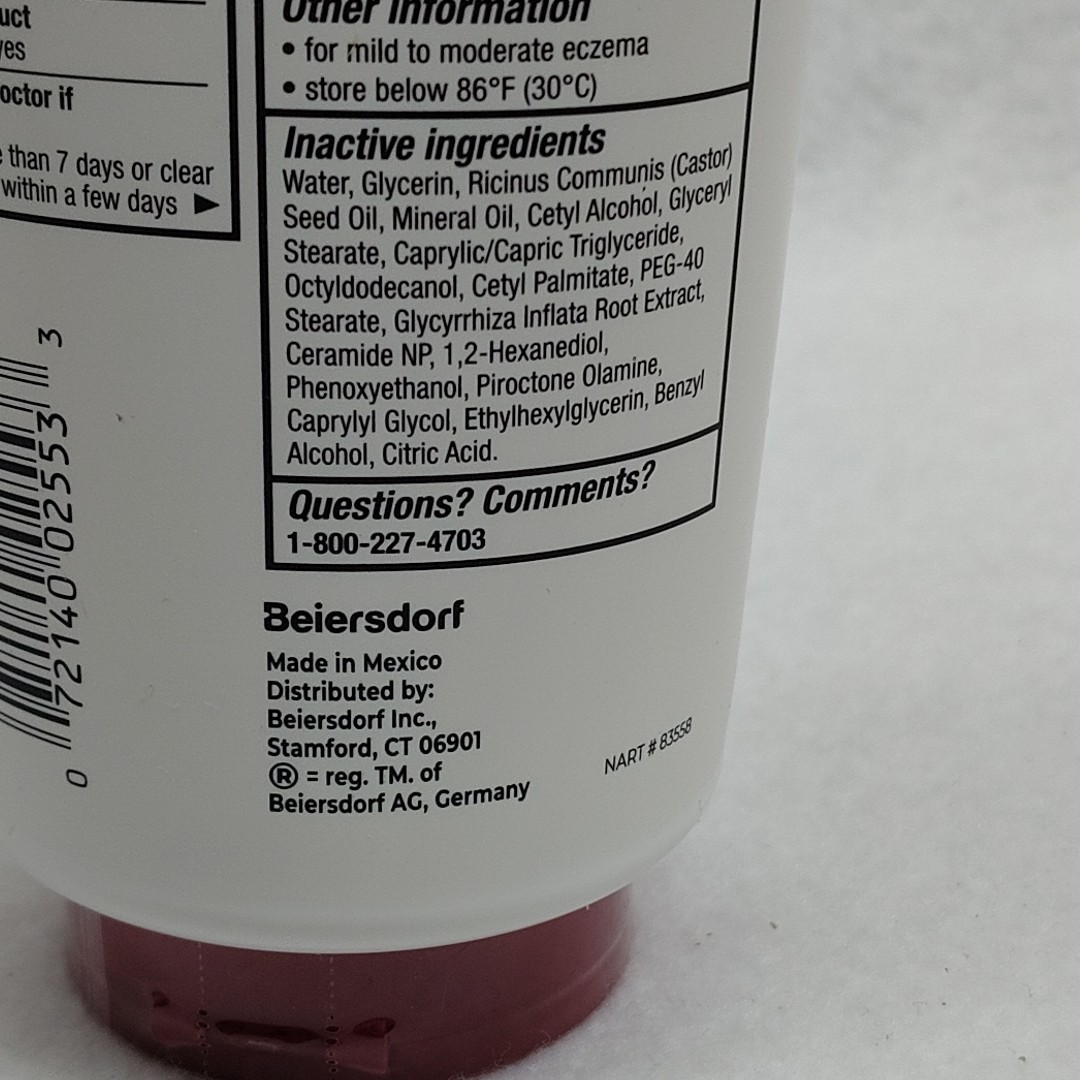 uct
yes
octor if
than 7 days or clear
within a few days
3
0 72140 02553
Other information
• for mild to moderate eczema
• store below 86°F (30°C)
Inactive ingredients
Water, Glycerin, Ricinus Communis (Castor)
Seed Oil, Mineral Oil, Cetyl Alcohol, Glyceryl
Stearate, Caprylic/Capric Triglyceride,
Octyldodecanol, Cetyl Palmitate, PEG-40
Stearate, Glycyrrhiza Inflata Root Extract,
Ceramide NP, 1,2-Hexanediol,
Phenoxyethanol, Piroctone Olamine,
Caprylyl Glycol, Ethylhexylglycerin, Benzyl
Alcohol, Citric Acid.
Questions? Comments?
1-800-227-4703
Beiersdorf
Made in Mexico
Distributed by:
Beiersdorf Inc.,
Stamford, CT 06901
® = reg. TM. of
Beiersdorf AG, Germany
NART # 83558